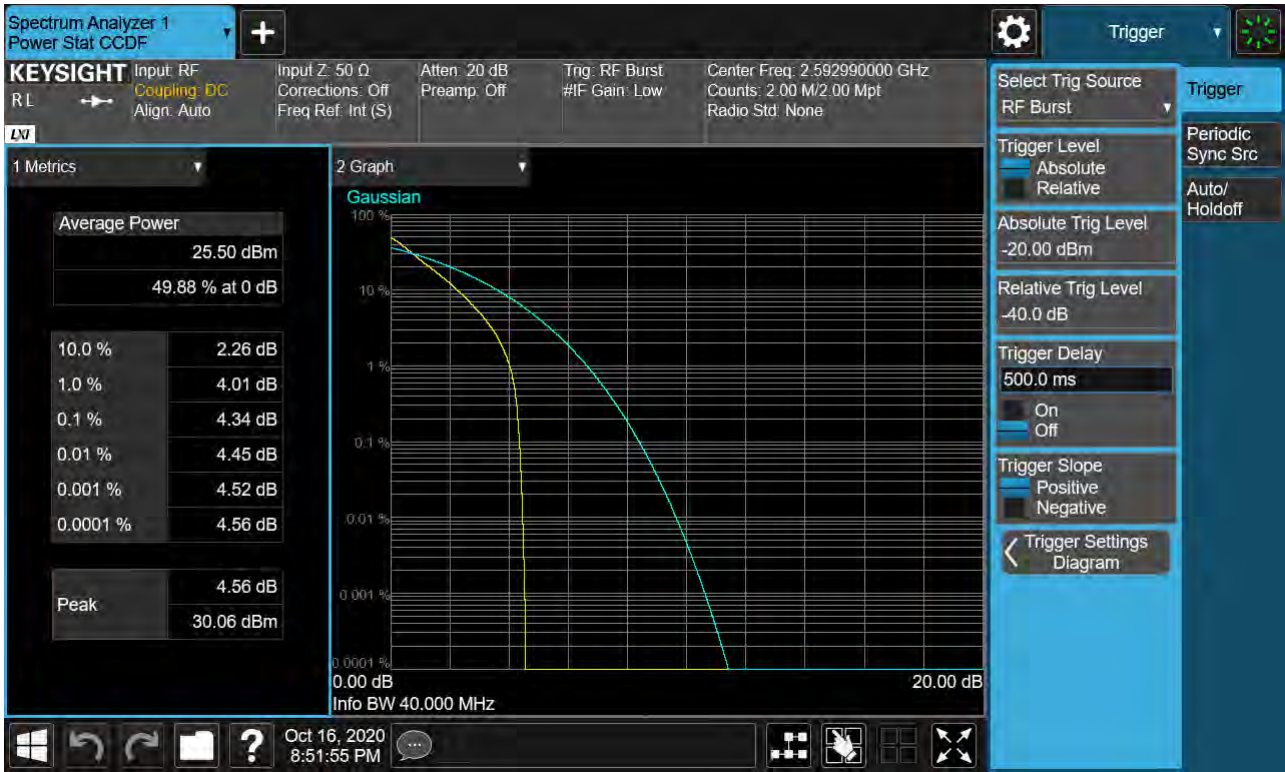 Spectrum Analyzer 1
Power Stat CCDF
+
Trigger
KEYSIGHT
RL
LXI
Input: RF
Coupling: DC
Align: Auto
Input Z: 50 Ω
Corrections: Off
Freq Ref: Int (S)
Atten: 20 dB
Preamp: Off
Trig: RF Burst
#IF Gain: Low
Center Freq: 2.592990000 GHz
Counts: 2.00 M/2.00 Mpt
Radio Std: None
1 Metrics
Average Power
25.50 dBm
49.88 % at 0 dB
10.0 % 2.26 dB
1.0 % 4.01 dB
0.1 % 4.34 dB
0.01 % 4.45 dB
0.001 % 4.52 dB
0.0001 % 4.56 dB
Peak
4.56 dB
30.06 dBm
2 Graph
Gaussian
100 %
10 %
1 %
0.1 %
0.01 %
0.001 %
0.0001 %
0.00 dB 20.00 dB
Info BW 40.000 MHz
Select Trig Source
RF Burst
Trigger Level
Absolute
Relative
Absolute Trig Level
-20.00 dBm
Relative Trig Level
-40.0 dB
Trigger Delay
500.0 ms
On
Off
Trigger Slope
Positive
Negative
Trigger Settings
Diagram
Trigger
Periodic
Sync Src
Auto/
Holdoff
?
Oct 16, 2020
8:51:55 PM